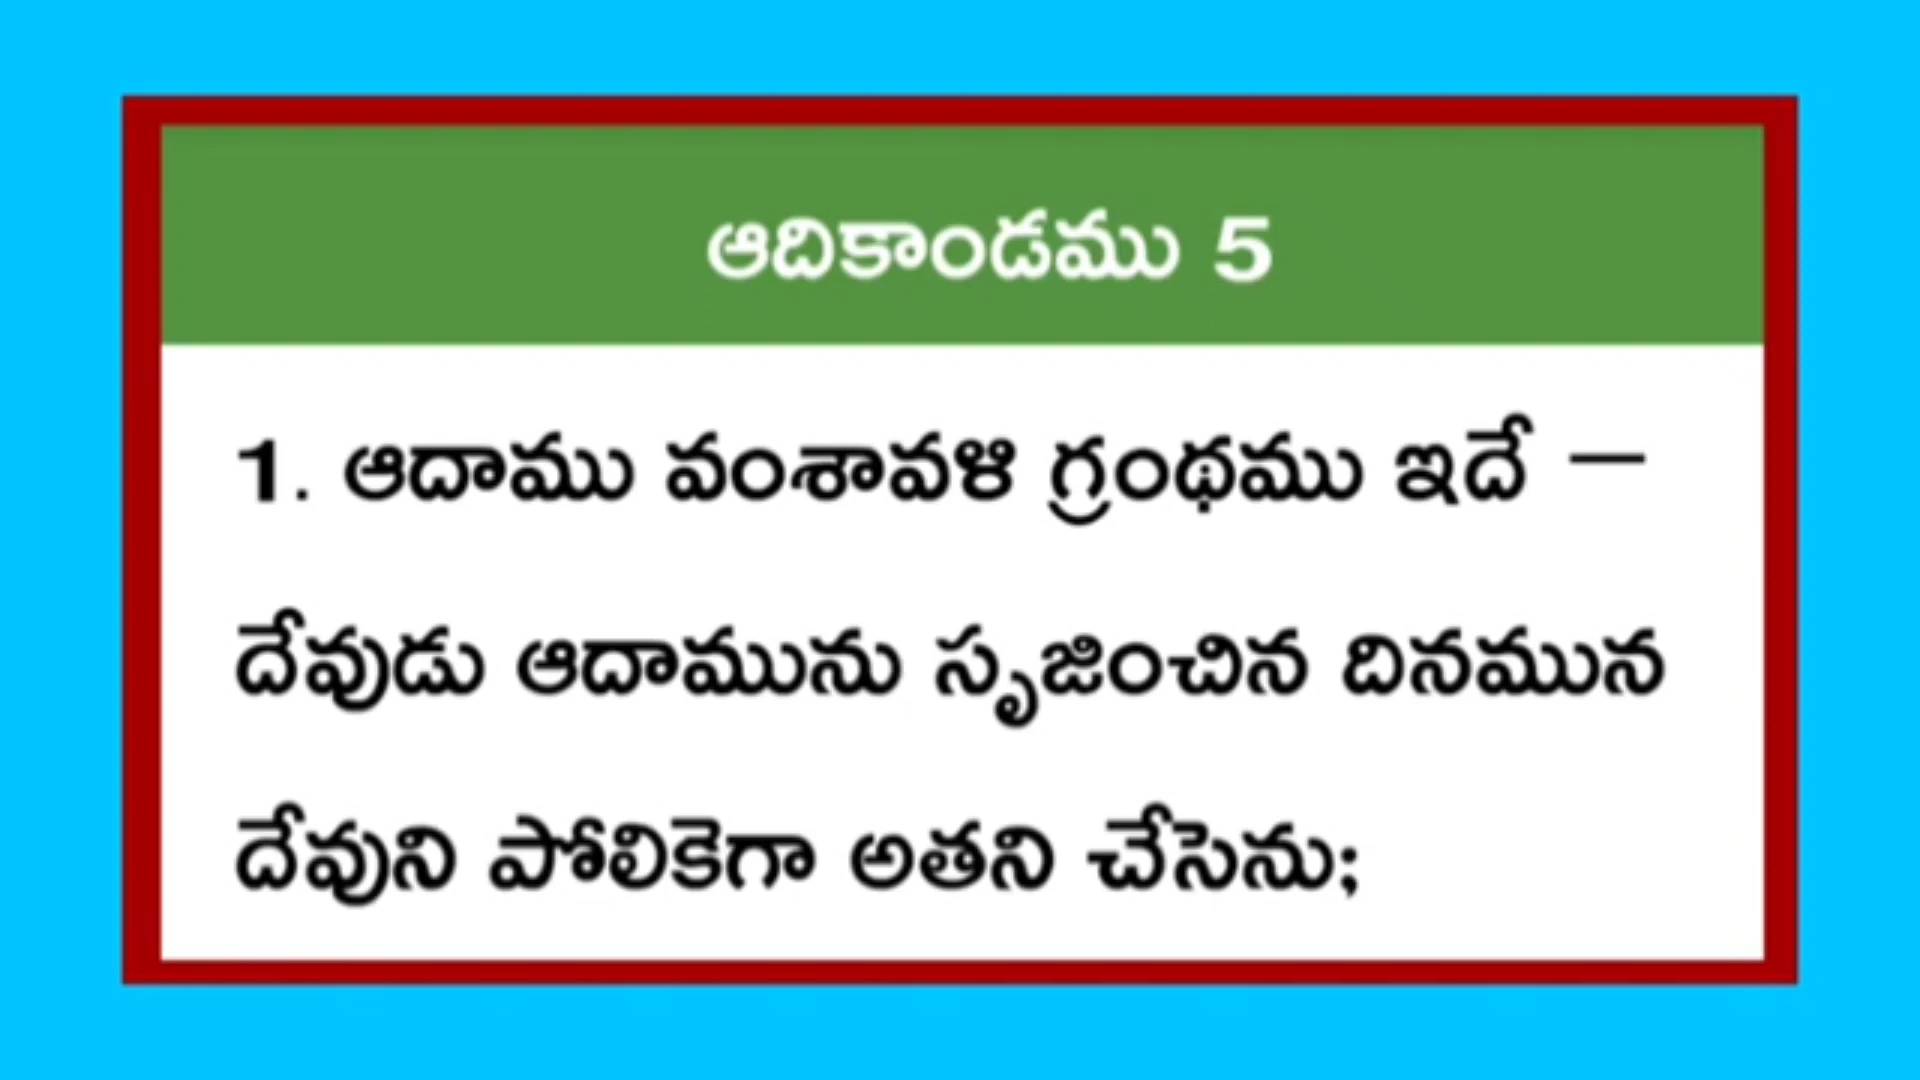 ఆదికాండము 5
1. ఆదాము వంశావళి గ్రంథము ఇదే –
దేవుడు ఆదామును సృజించిన దినమున
దేవుని పోలికెగా అతని చేసెను;